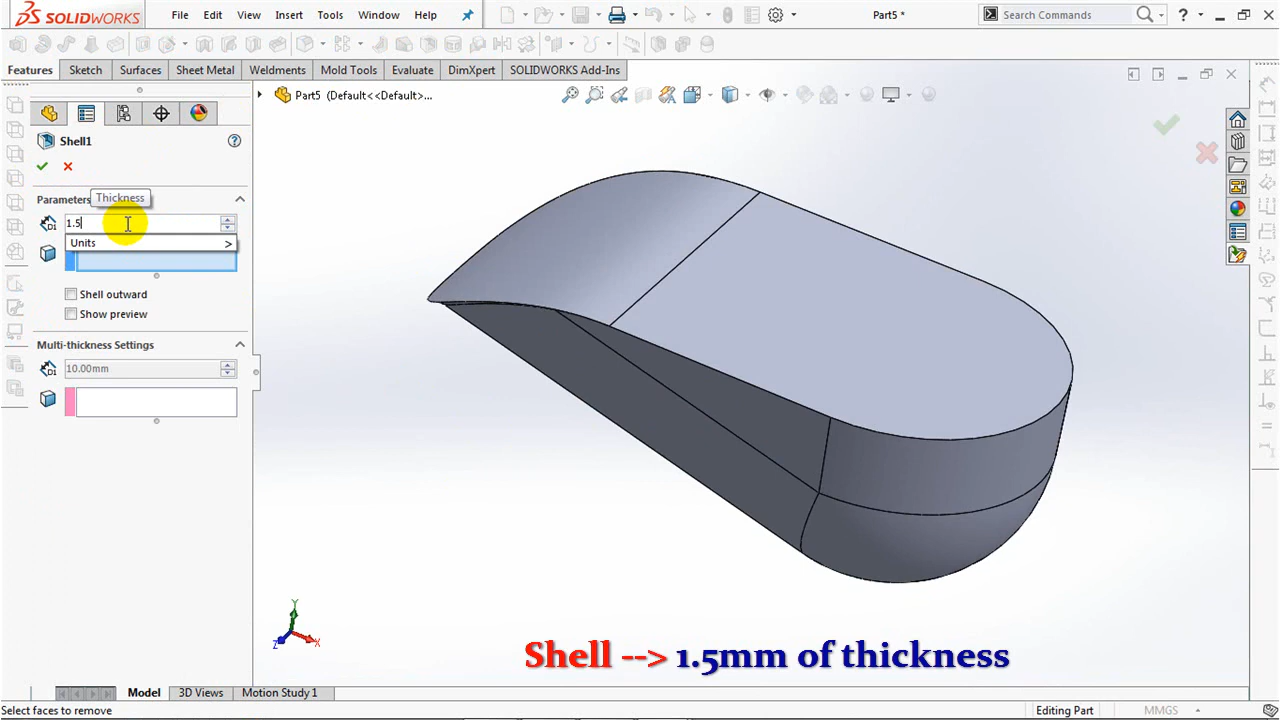 SOLIDWORKS
File Edit View Insert Tools Window Help
Part5 *
Search Commands
?
Features Sketch Surfaces Sheet Metal Weldments Mold Tools Evaluate DimXpert SOLIDWORKS Add-Ins
Part5 (Default<<Default>...
Shell1
?
Parameters
Thickness
1.5
Units >
Shell outward
Show preview
Multi-thickness Settings
10.00mm
Y
Z
X
Shell --> 1.5mm of thickness
Model 3D Views Motion Study 1
Select faces to remove
Editing Part
MMGS